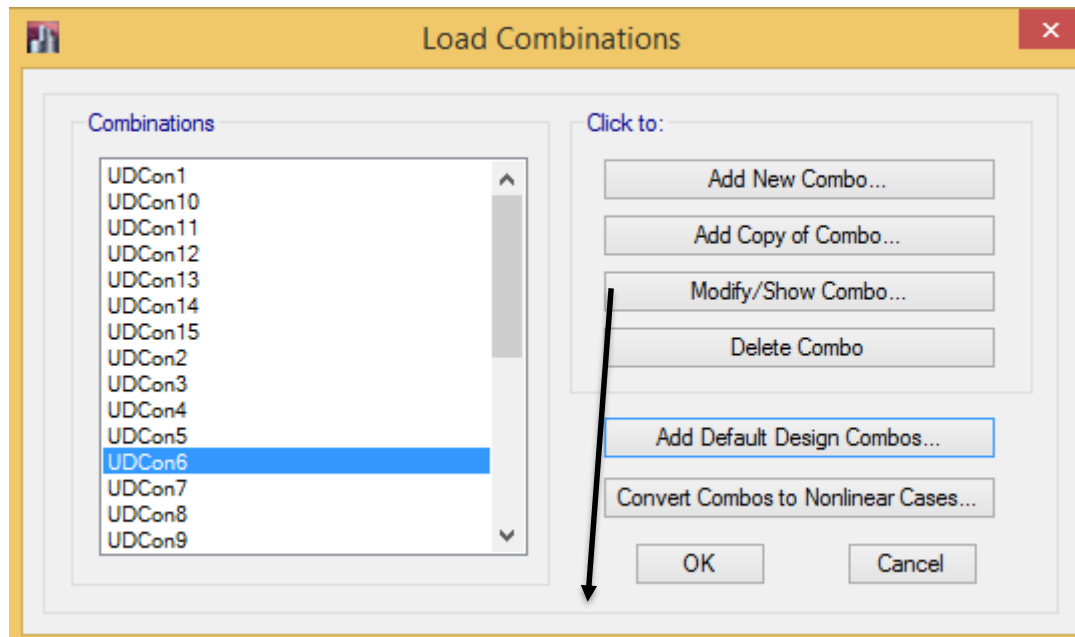 Load Combinations
Combinations
UDCon1
UDCon10
UDCon11
UDCon12
UDCon13
UDCon14
UDCon15
UDCon2
UDCon3
UDCon4
UDCon5
UDCon6
UDCon7
UDCon8
UDCon9
Click to:
Add New Combo...
Add Copy of Combo...
Modify/Show Combo...
Delete Combo
Add Default Design Combos...
Convert Combos to Nonlinear Cases...
OK
Cancel